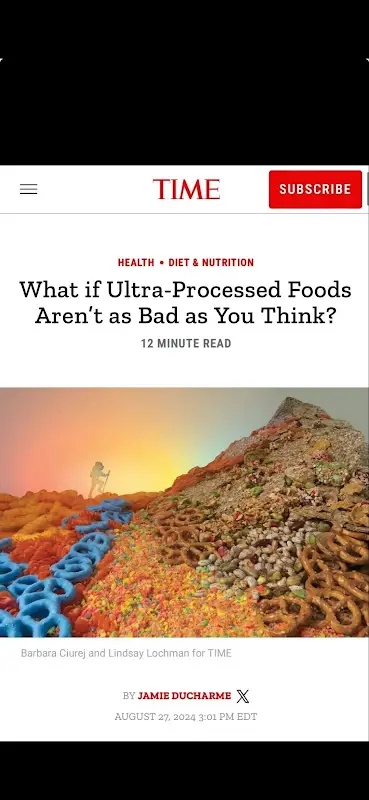 TIME
SUBSCRIBE
HEALTH • DIET & NUTRITION
What if Ultra-Processed Foods
Aren't as Bad as You Think?
12 MINUTE READ
Barbara Ciurej and Lindsay Lochman for TIME
BY JAMIE DUCHARME
AUGUST 27, 2024 3:01 PM EDT